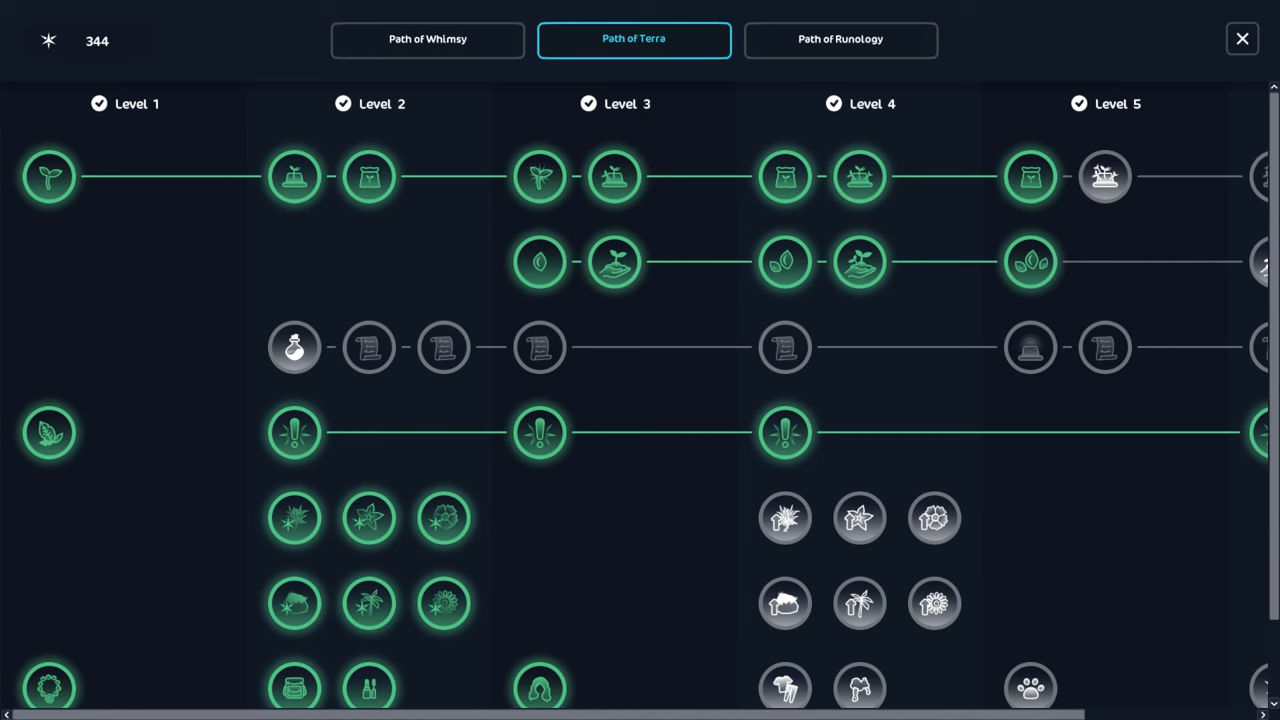 344
Path of Whimsy
Path of Terra
Path of Runology
Level 1
Level 2
Level 3
Level 4
Level 5